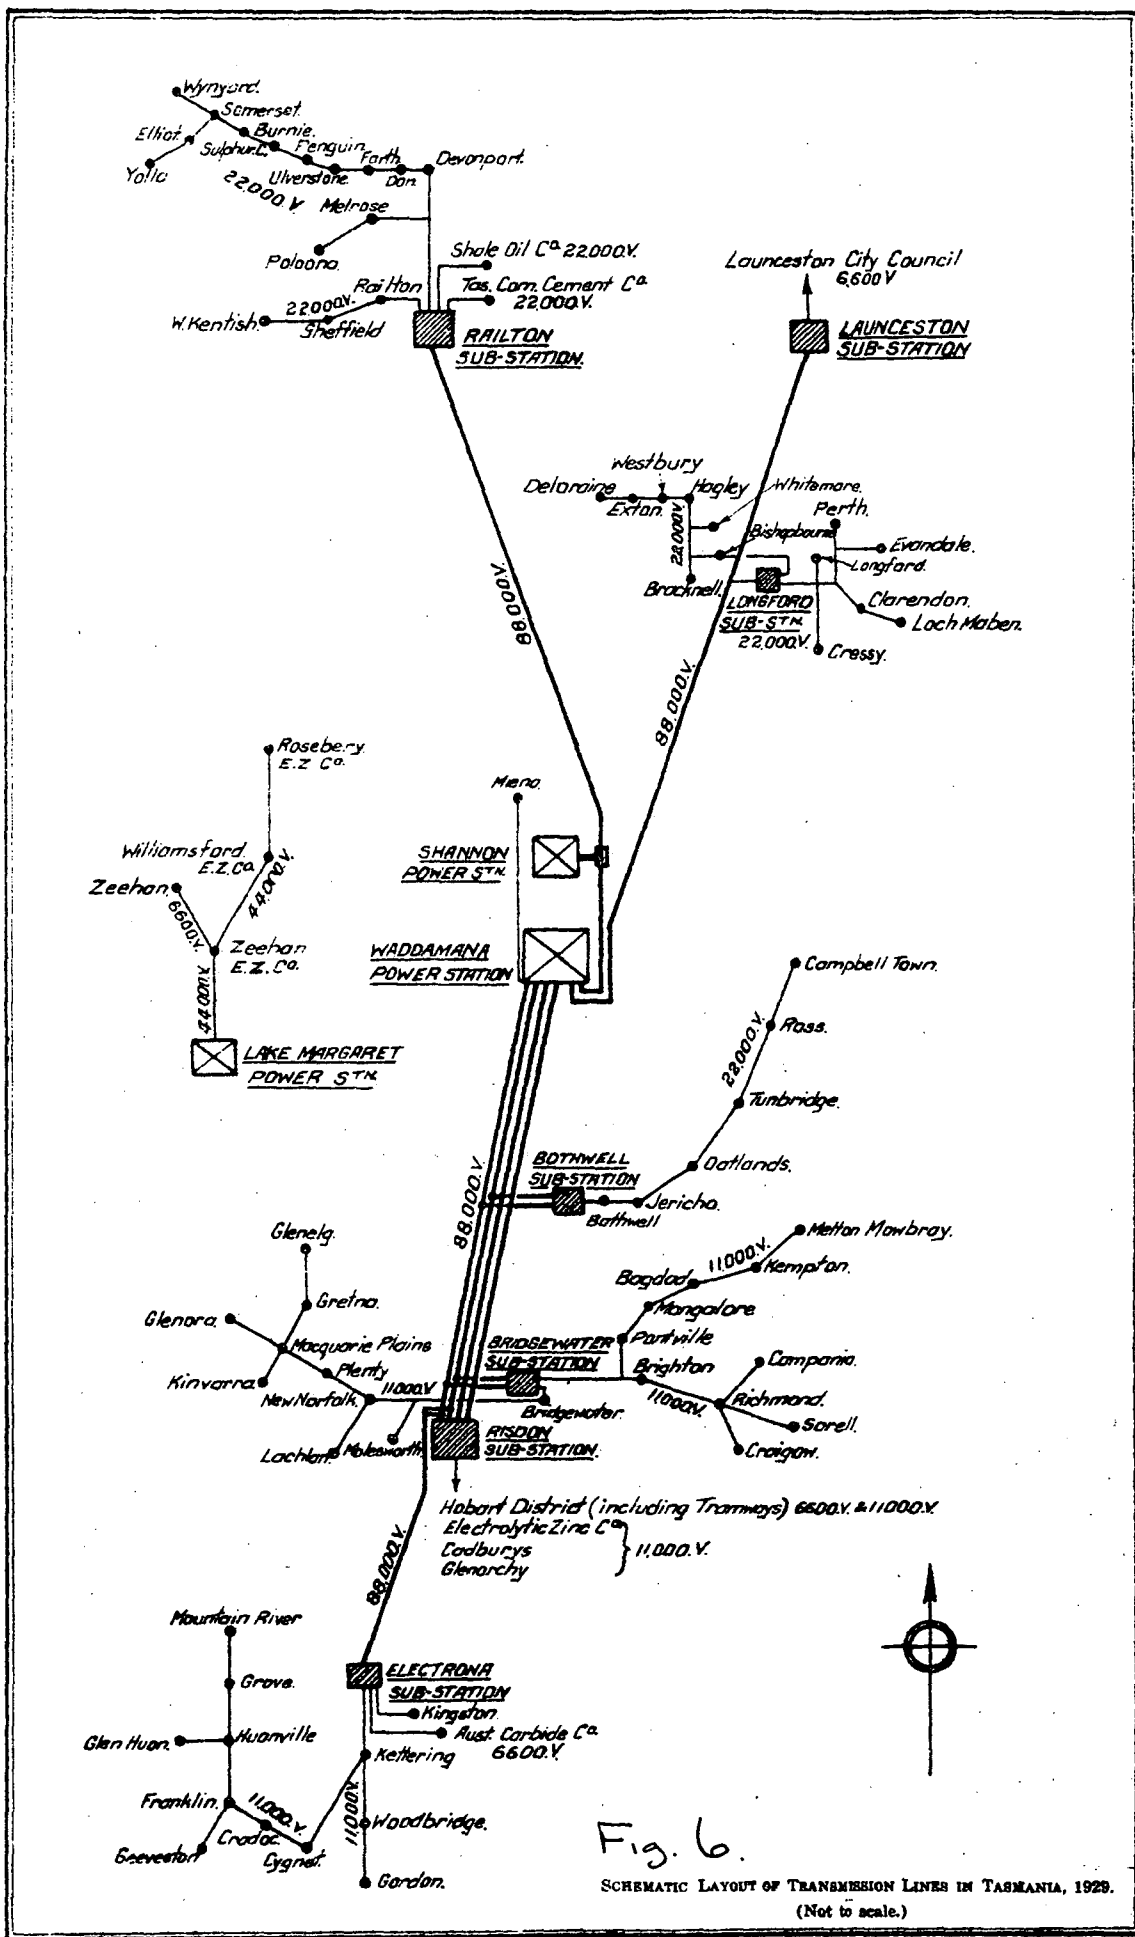 Wynyard.
Somerset.
Elliot.
Burnie.
Sulphur.C.
Penguin.
Yolla
Ulverstone.
Forth
Don.
Devonport.
22,000.V
Melrose
Poloona.
Shale Oil Cº 22,000.V.
Railton
Tas. Com. Cement Cº
22,000.V.
22,000.V.
W. Kentish.
Sheffield
RAILTON
SUB-STATION.
Launceston City Council
6,600 V
LAUNCESTON
SUB-STATION
Westbury
Deloraine
Exton.
Hagley
Whitemore.
Perth.
22,000.V
Bishopbourne
Evandale.
Longford.
Bracknell.
LONGFORD
SUB-STN.
22,000.V.
Clarendon.
Loch Maben.
Cressy.
88,000.V.
88,000.V.
Rosebery.
E.Z Cº.
Miena.
Williamsford.
E.Z.Cº
SHANNON
POWER STN.
Zeehan.
6600.V.
44,000.V.
Zeehan
E.Z.Cº.
WADDAMANA
POWER STATION
44,000.V.
LAKE MARGARET
POWER STN.
Campbell Town.
Ross.
22,000.V.
Tunbridge.
BOTHWELL
SUB-STATION
Oatlands.
Jericho.
Bothwell
88,000.V.
Melton Mowbray.
Glenelg.
11,000.V.
Kempton.
Bagdad
Gretna.
Mangalore
Glenora.
Macquarie Plains
BRIDGEWATER
SUB-STATION
Pontville
Campania.
Plenty
Brighton
Kinvarra.
11,000.V
11,000.V.
Richmond.
New Norfolk.
Bridgewater.
Sorell.
Lachlan.
Molesworth.
RISDON
SUB-STATION.
Craigow.
Hobart District (including Tramways) 6600.V. & 11,000.V.
Electrolytic Zinc Cº
Cadburys
Glenorchy
11,000.V.
88,000.V.
Mountain River
ELECTRONA
SUB-STATION
Grove.
Kingston.
Aust. Carbide Cº
6600.V.
Glen Huon.
Huonville
Kettering
Franklin.
11,000.V.
Cradoc.
11,000.V.
Woodbridge.
Geeveston
Cygnet.
Gordon.
Fig. 6.
SCHEMATIC LAYOUT OF TRANSMISSION LINES IN TASMANIA, 1929.
(Not to scale.)